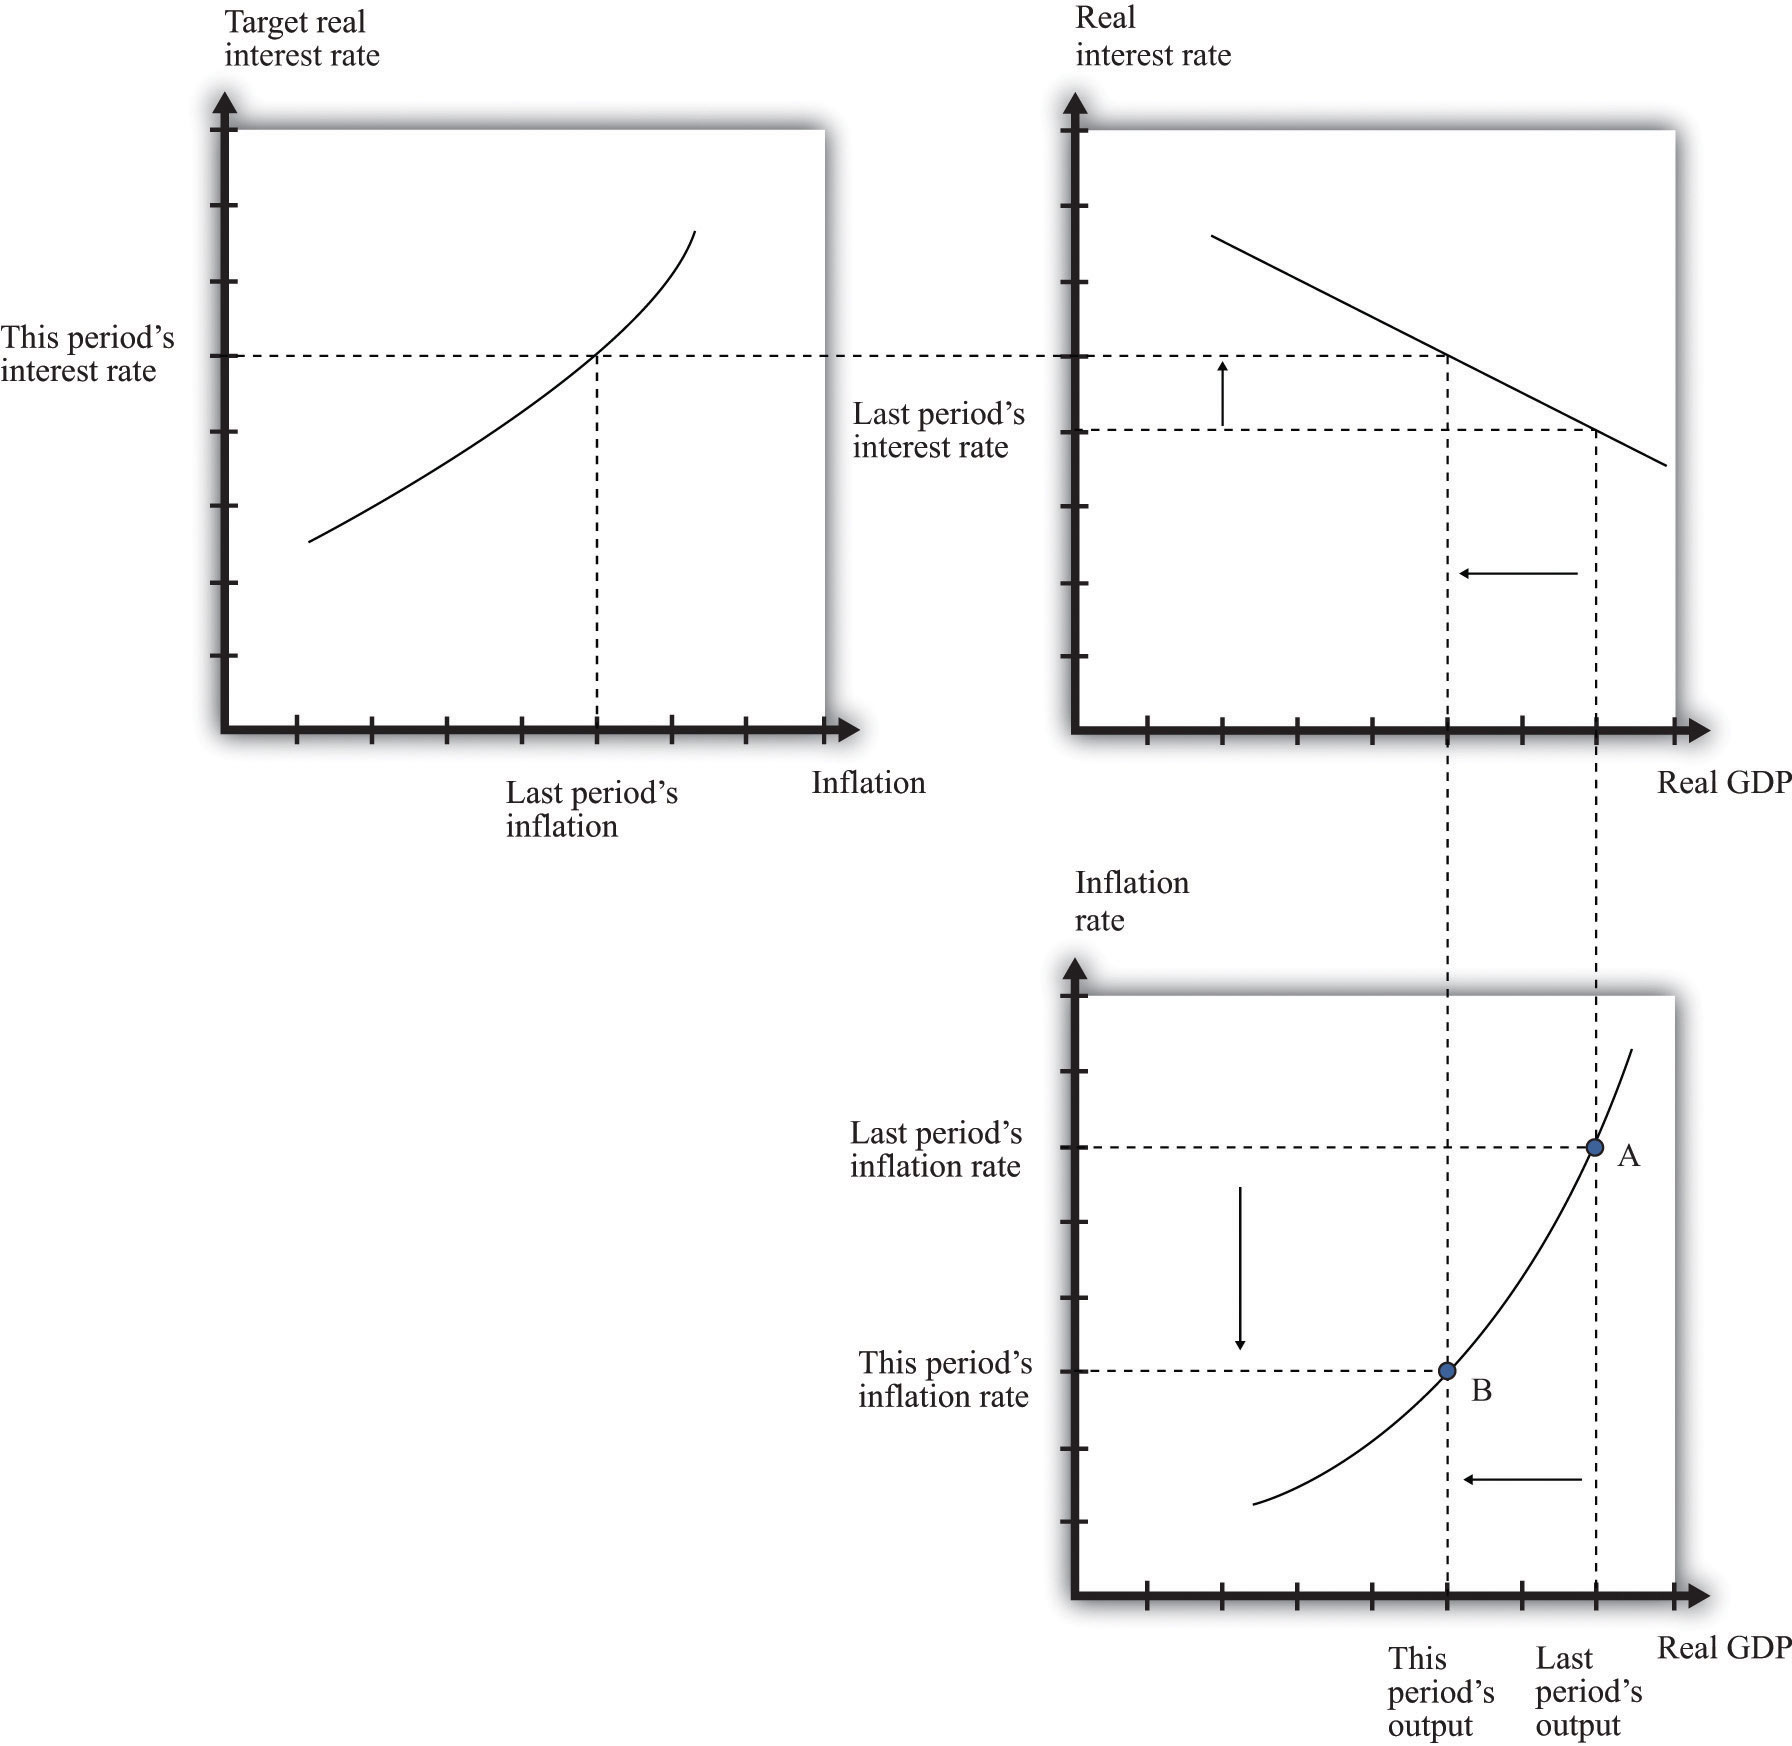 Target real
interest rate
Real
interest rate
This period’s
interest rate
Last period’s
interest rate
Last period’s
inflation
Inflation
Real GDP
Inflation
rate
Last period’s
inflation rate
A
This period’s
inflation rate
B
This
period’s
output
Last
period’s
output
Real GDP